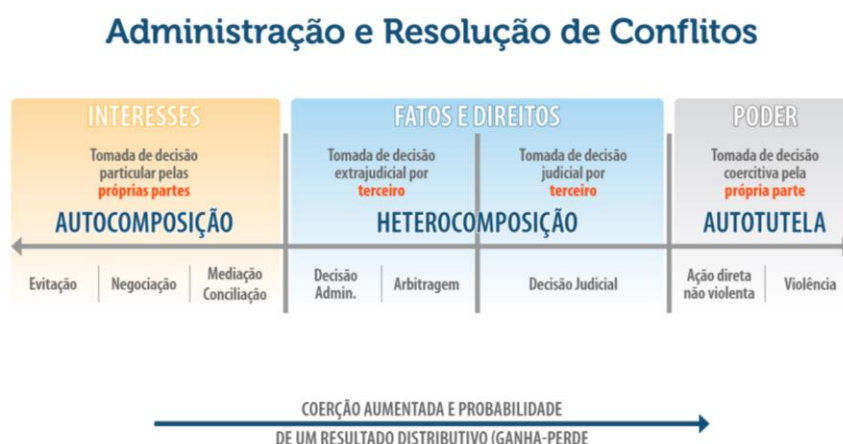 Administração e Resolução de Conflitos
INTERESSES
Tomada de decisão
particular pelas
próprias partes
AUTOCOMPOSIÇÃO
FATOS E DIREITOS
Tomada de decisão
extrajudicial por
terceiro
Tomada de decisão
judicial por
terceiro
HETEROCOMPOSIÇÃO
PODER
Tomada de decisão
coercitiva pela
própria parte
AUTOTUTELA
Evitação
Negociação
Mediação
Conciliação
Decisão
Admin.
Arbitragem
Decisão Judicial
Ação direta
não violenta
Violência
COERÇÃO AUMENTADA E PROBABILIDADE
DE UM RESULTADO DISTRIBUTIVO (GANHA-PERDE